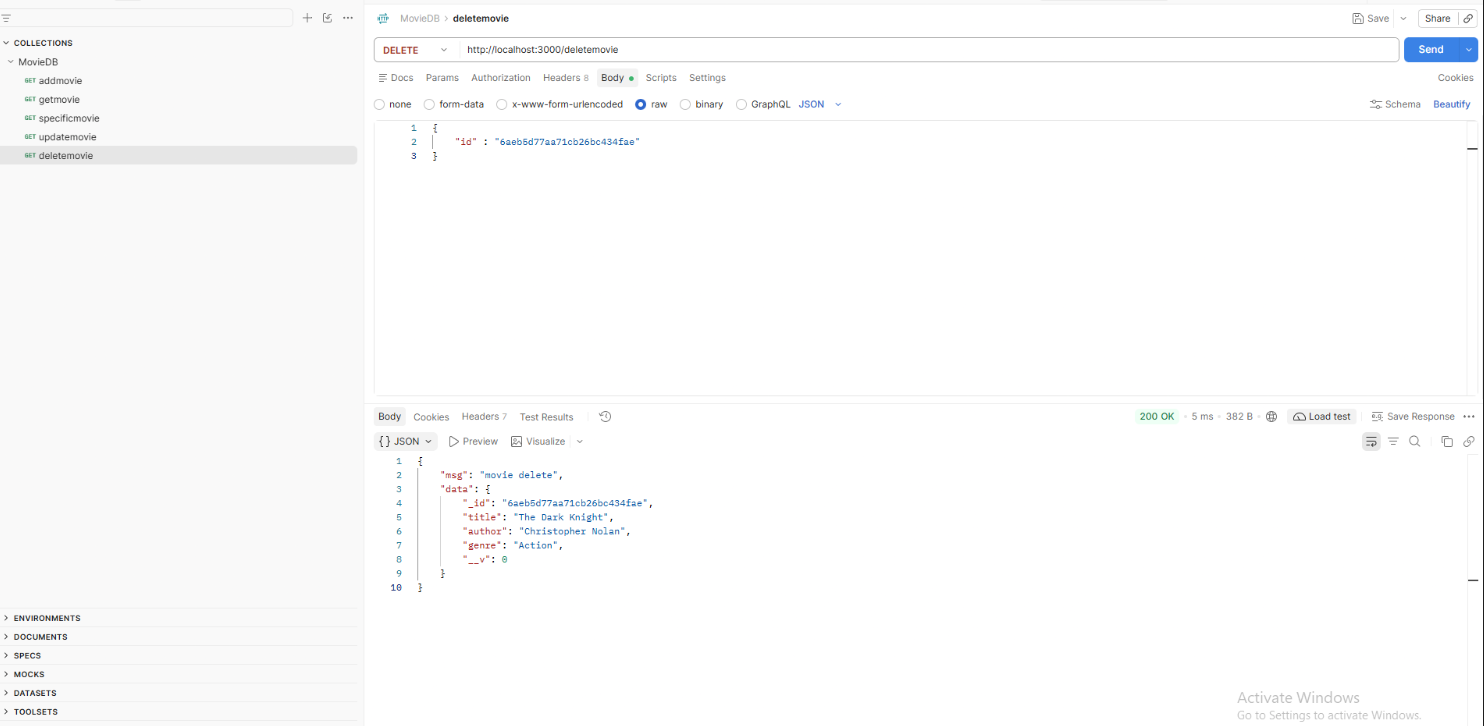 MovieDB > deletemovie
Save
Share
COLLECTIONS
MovieDB
GET addmovie
GET getmovie
GET specificmovie
GET updatemovie
GET deletemovie
DELETE http://localhost:3000/deletemovie Send
Docs Params Authorization Headers 8 Body Scripts Settings Cookies
none form-data x-www-form-urlencoded raw binary GraphQL JSON Schema Beautify
1 {
2 "id" : "6aeb5d77aa71cb26bc434fae"
3 }
Body Cookies Headers 7 Test Results 200 OK 5 ms 382 B Load test e.g. Save Response
{} JSON Preview Visualize
1 {
2 "msg": "movie delete",
3 "data": {
4 "_id": "6aeb5d77aa71cb26bc434fae",
5 "title": "The Dark Knight",
6 "author": "Christopher Nolan",
7 "genre": "Action",
8 "__v": 0
9 }
10 }
ENVIRONMENTS
DOCUMENTS
SPECS
MOCKS
DATASETS
TOOLSETS
Activate Windows
Go to Settings to activate Windows.